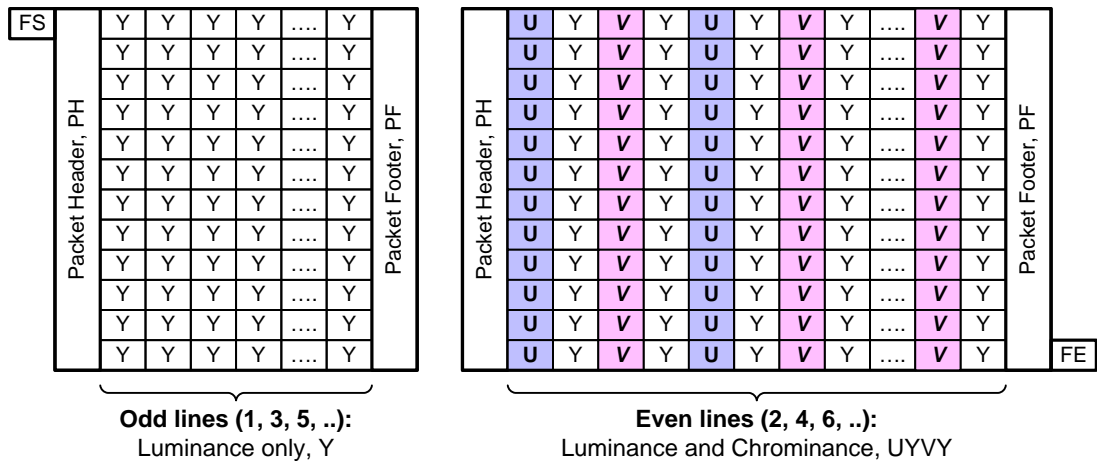 FS Y Y Y Y .... Y U Y V Y U Y V Y .... V Y
Y Y Y Y .... Y U Y V Y U Y V Y .... V Y
Y Y Y Y .... Y U Y V Y U Y V Y .... V Y
Y Y Y Y .... Y U Y V Y U Y V Y .... V Y
Y Y Y Y .... Y U Y V Y U Y V Y .... V Y
Y Y Y Y .... Y U Y V Y U Y V Y .... V Y
Y Y Y Y .... Y U Y V Y U Y V Y .... V Y
Y Y Y Y .... Y U Y V Y U Y V Y .... V Y
Y Y Y Y .... Y U Y V Y U Y V Y .... V Y
Y Y Y Y .... Y U Y V Y U Y V Y .... V Y
Y Y Y Y .... Y U Y V Y U Y V Y .... V Y
Y Y Y Y .... Y U Y V Y U Y V Y .... V Y FE
Packet Header, PH
Packet Footer, PF
Packet Header, PH
Packet Footer, PF
Odd lines (1, 3, 5, ..):
Luminance only, Y
Even lines (2, 4, 6, ..):
Luminance and Chrominance, UYVY